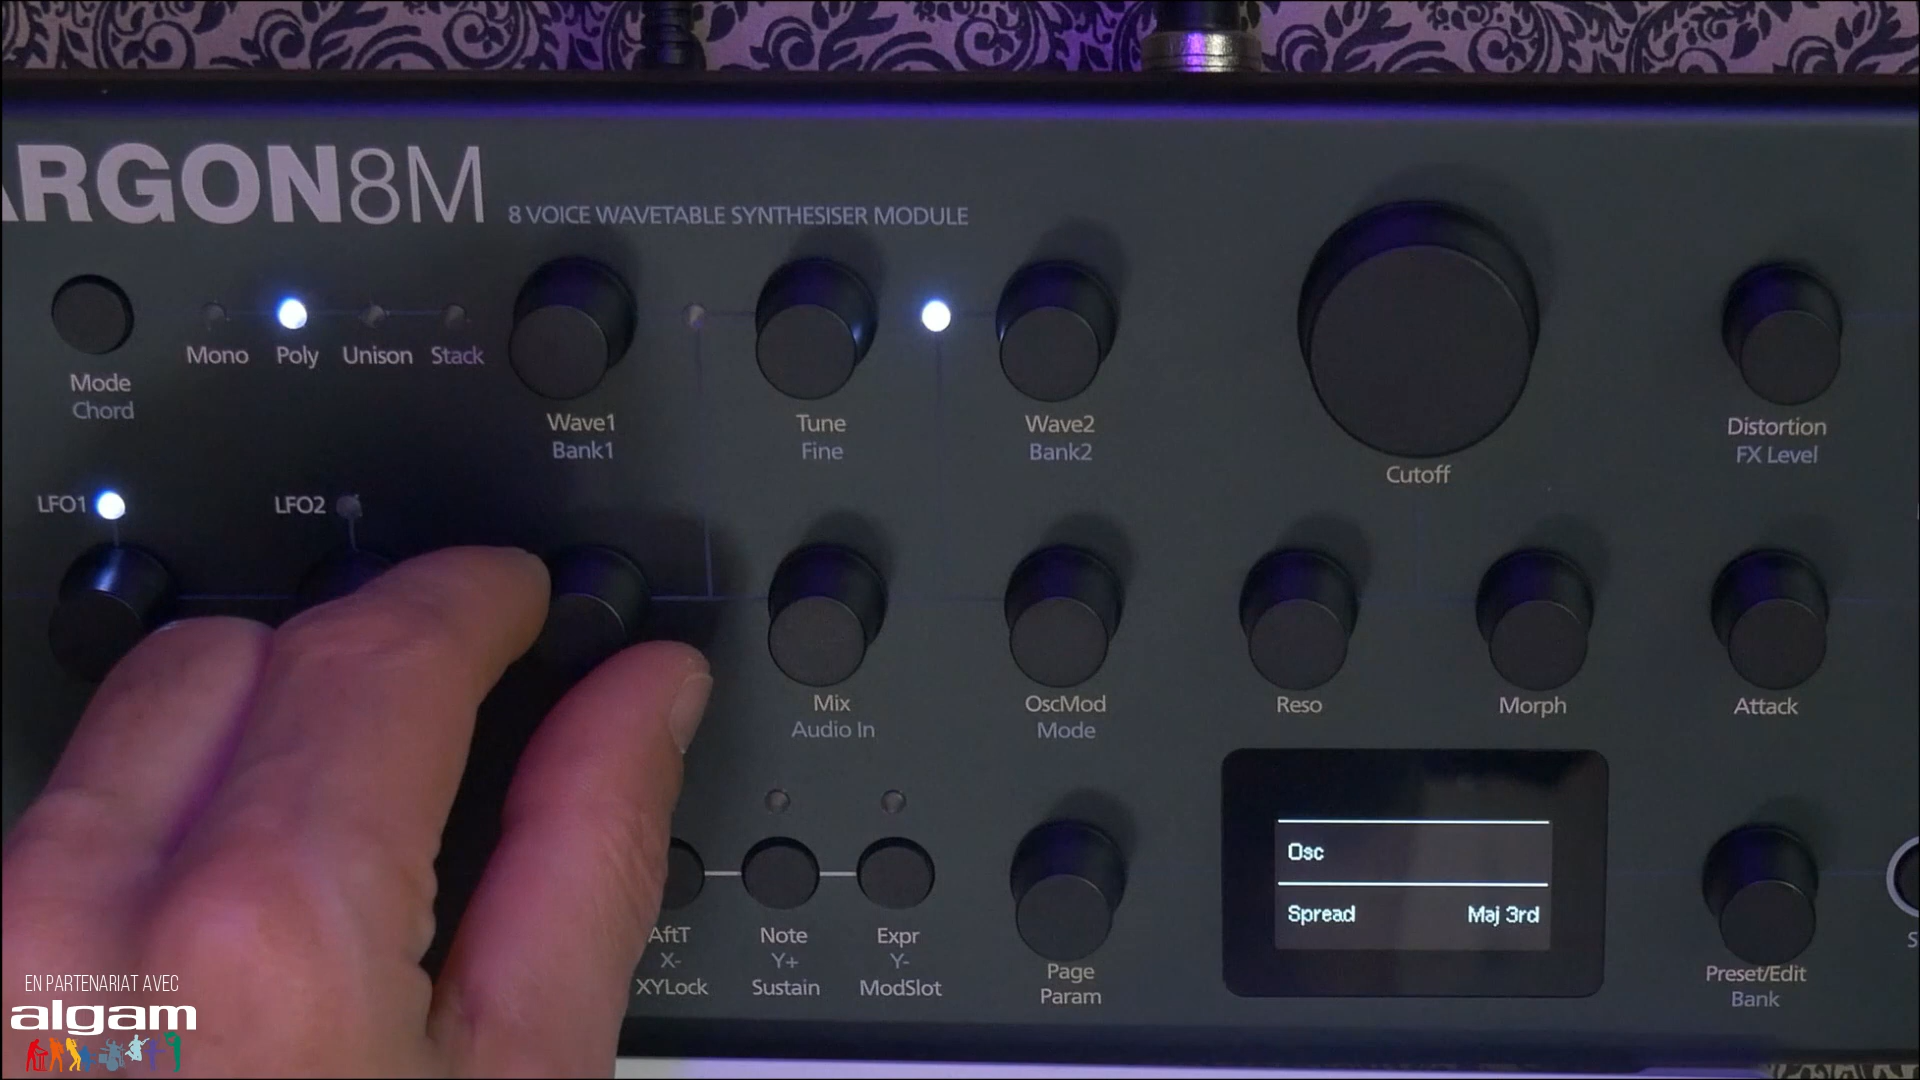 ARGON8M
8 VOICE WAVETABLE SYNTHESISER MODULE
Mono Poly Unison Stack
Mode
Chord
Wave1
Bank1
Tune
Fine
Wave2
Bank2
Cutoff
Distortion
FX Level
LFO1
LFO2
Mix
Audio In
OscMod
Mode
Reso
Morph
Attack
Osc
Spread Maj 3rd
AftT
X-
XYLock
Note
Y+
Sustain
Expr
Y-
ModSlot
Page
Param
Preset/Edit
Bank
EN PARTENARIAT AVEC
algam